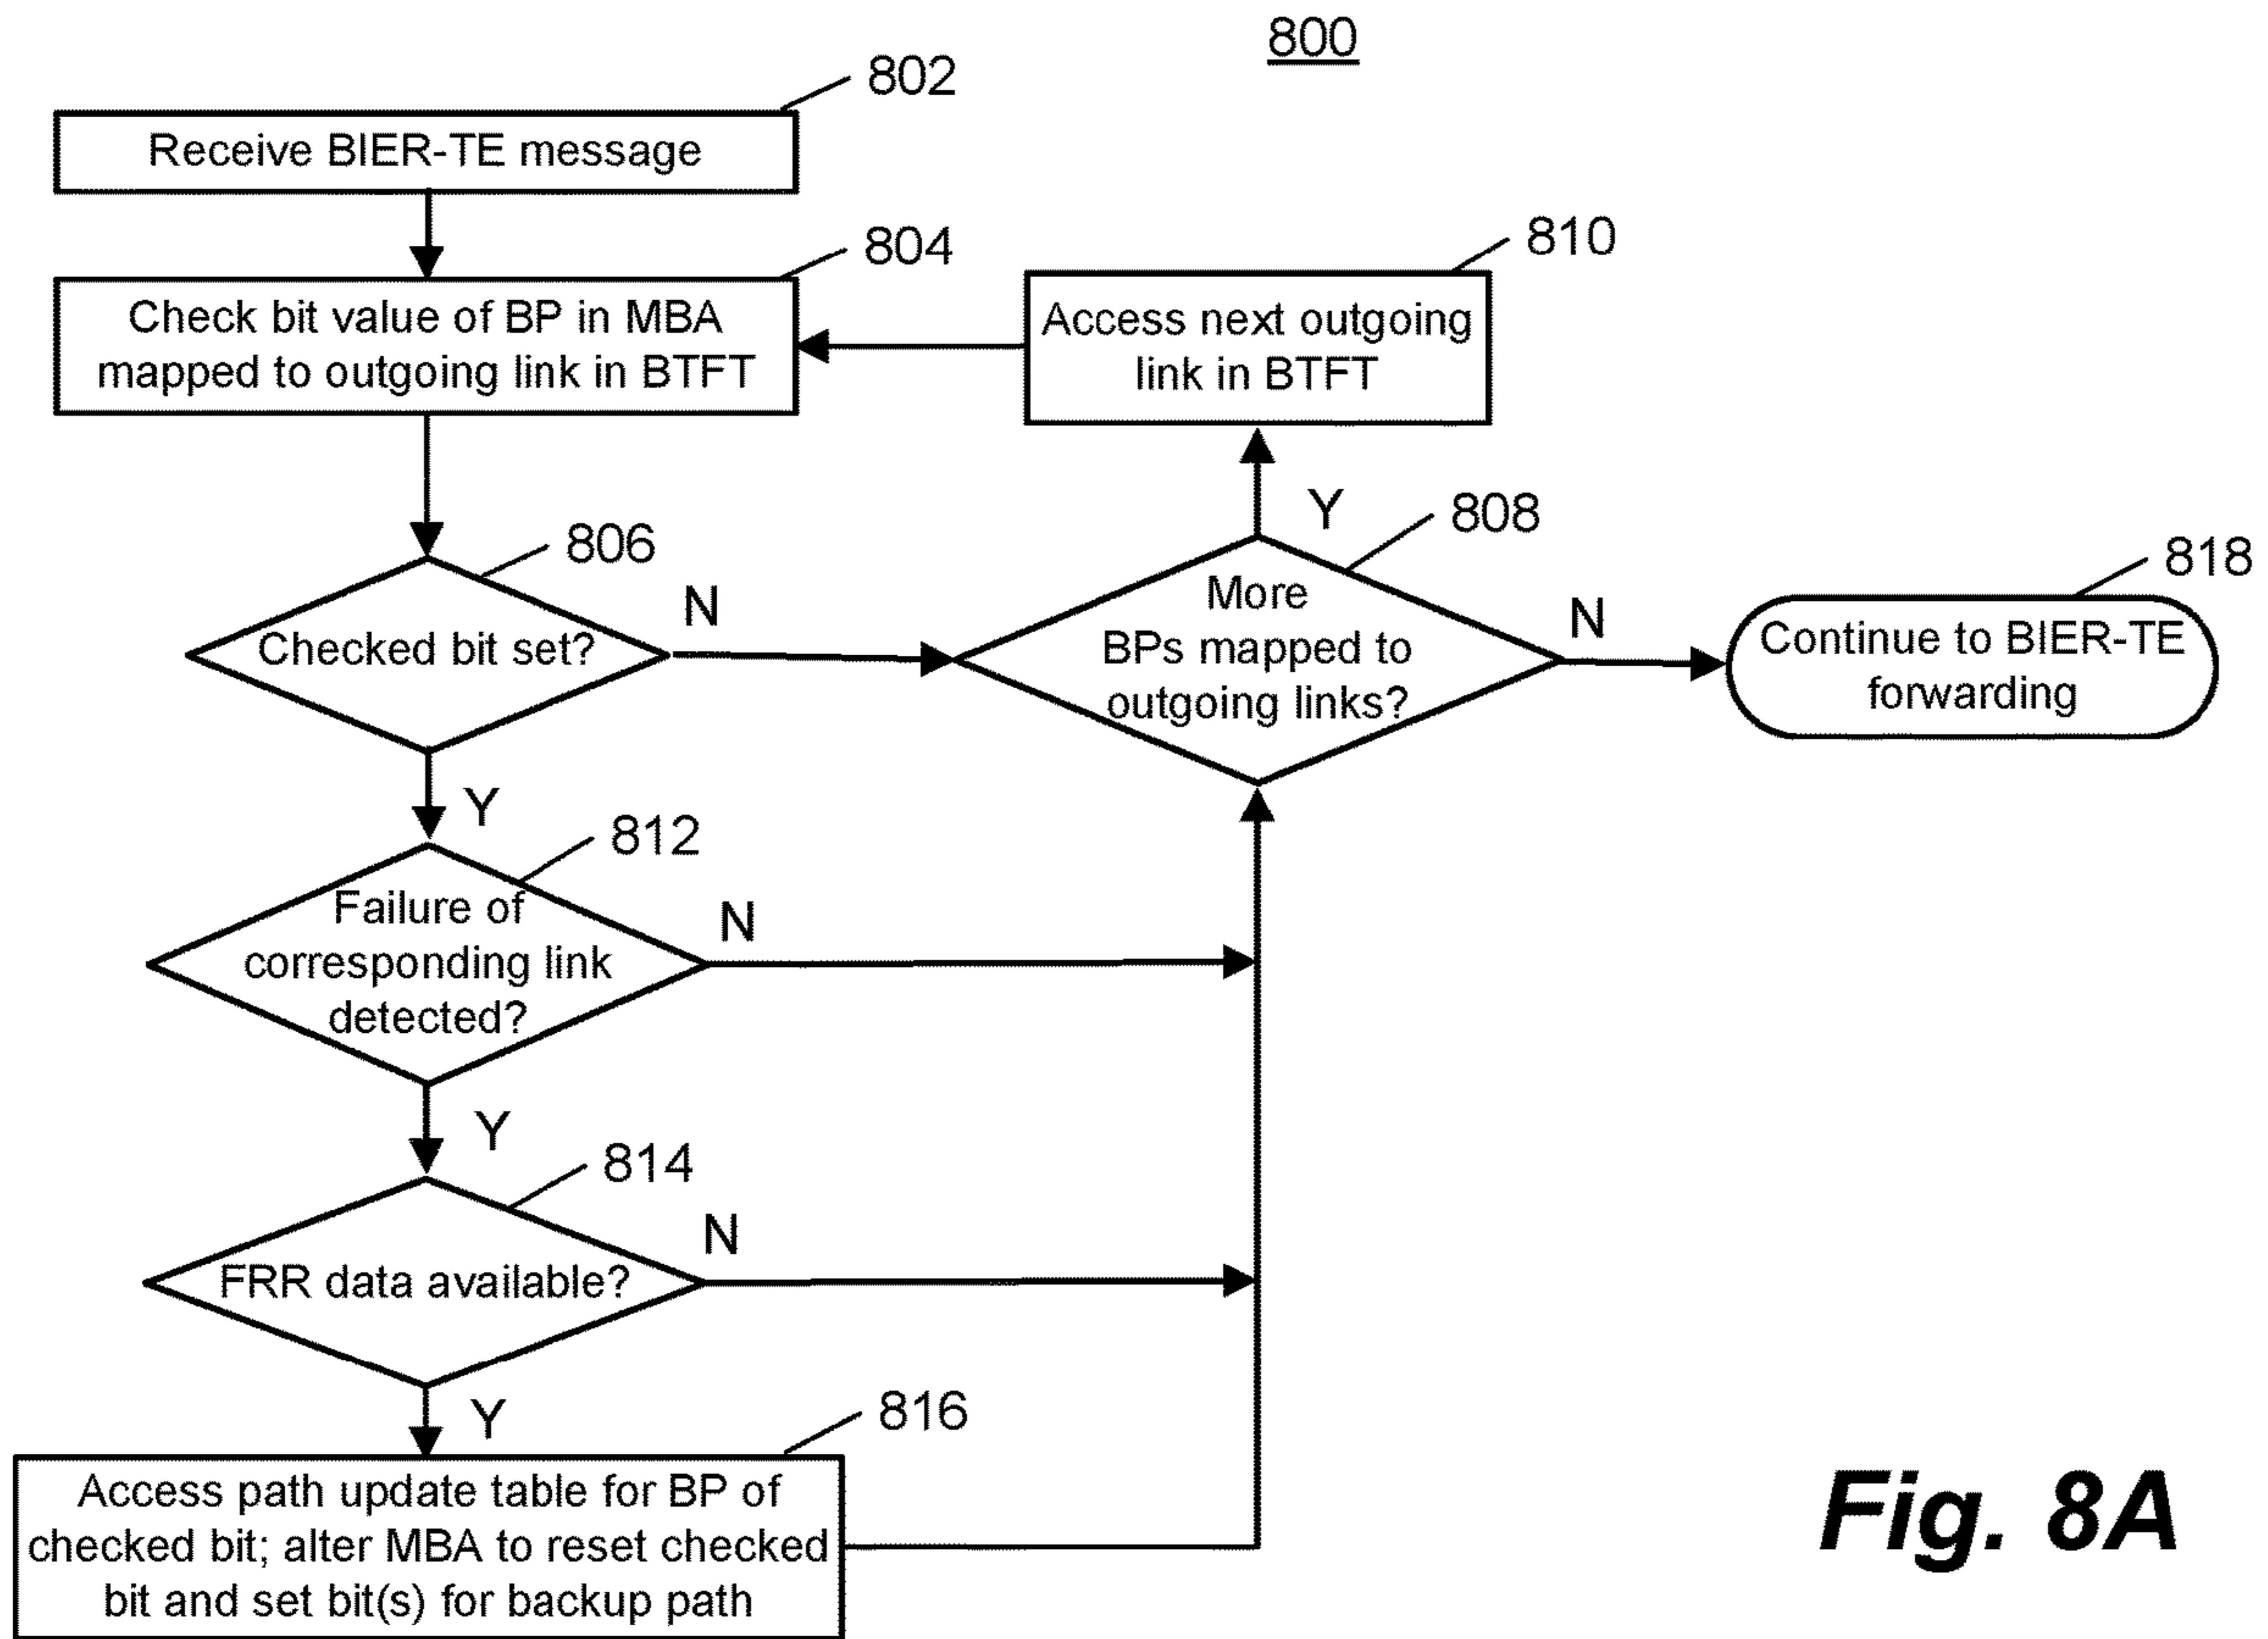 800
802
Receive BIER-TE message
804
Check bit value of BP in MBA
mapped to outgoing link in BTFT
810
Access next outgoing
link in BTFT
806
Checked bit set?
N
Y
808
More
BPs mapped to
outgoing links?
Y
N
818
Continue to BIER-TE
forwarding
812
Failure of
corresponding link
detected?
N
Y
814
FRR data available?
N
Y
816
Access path update table for BP of
checked bit; alter MBA to reset checked
bit and set bit(s) for backup path
Fig. 8A